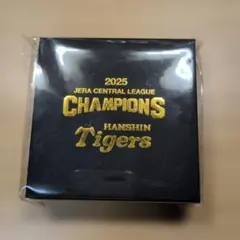 2025
JERA CENTRAL LEAGUE
CHAMPIONS
HANSHIN
Tigers